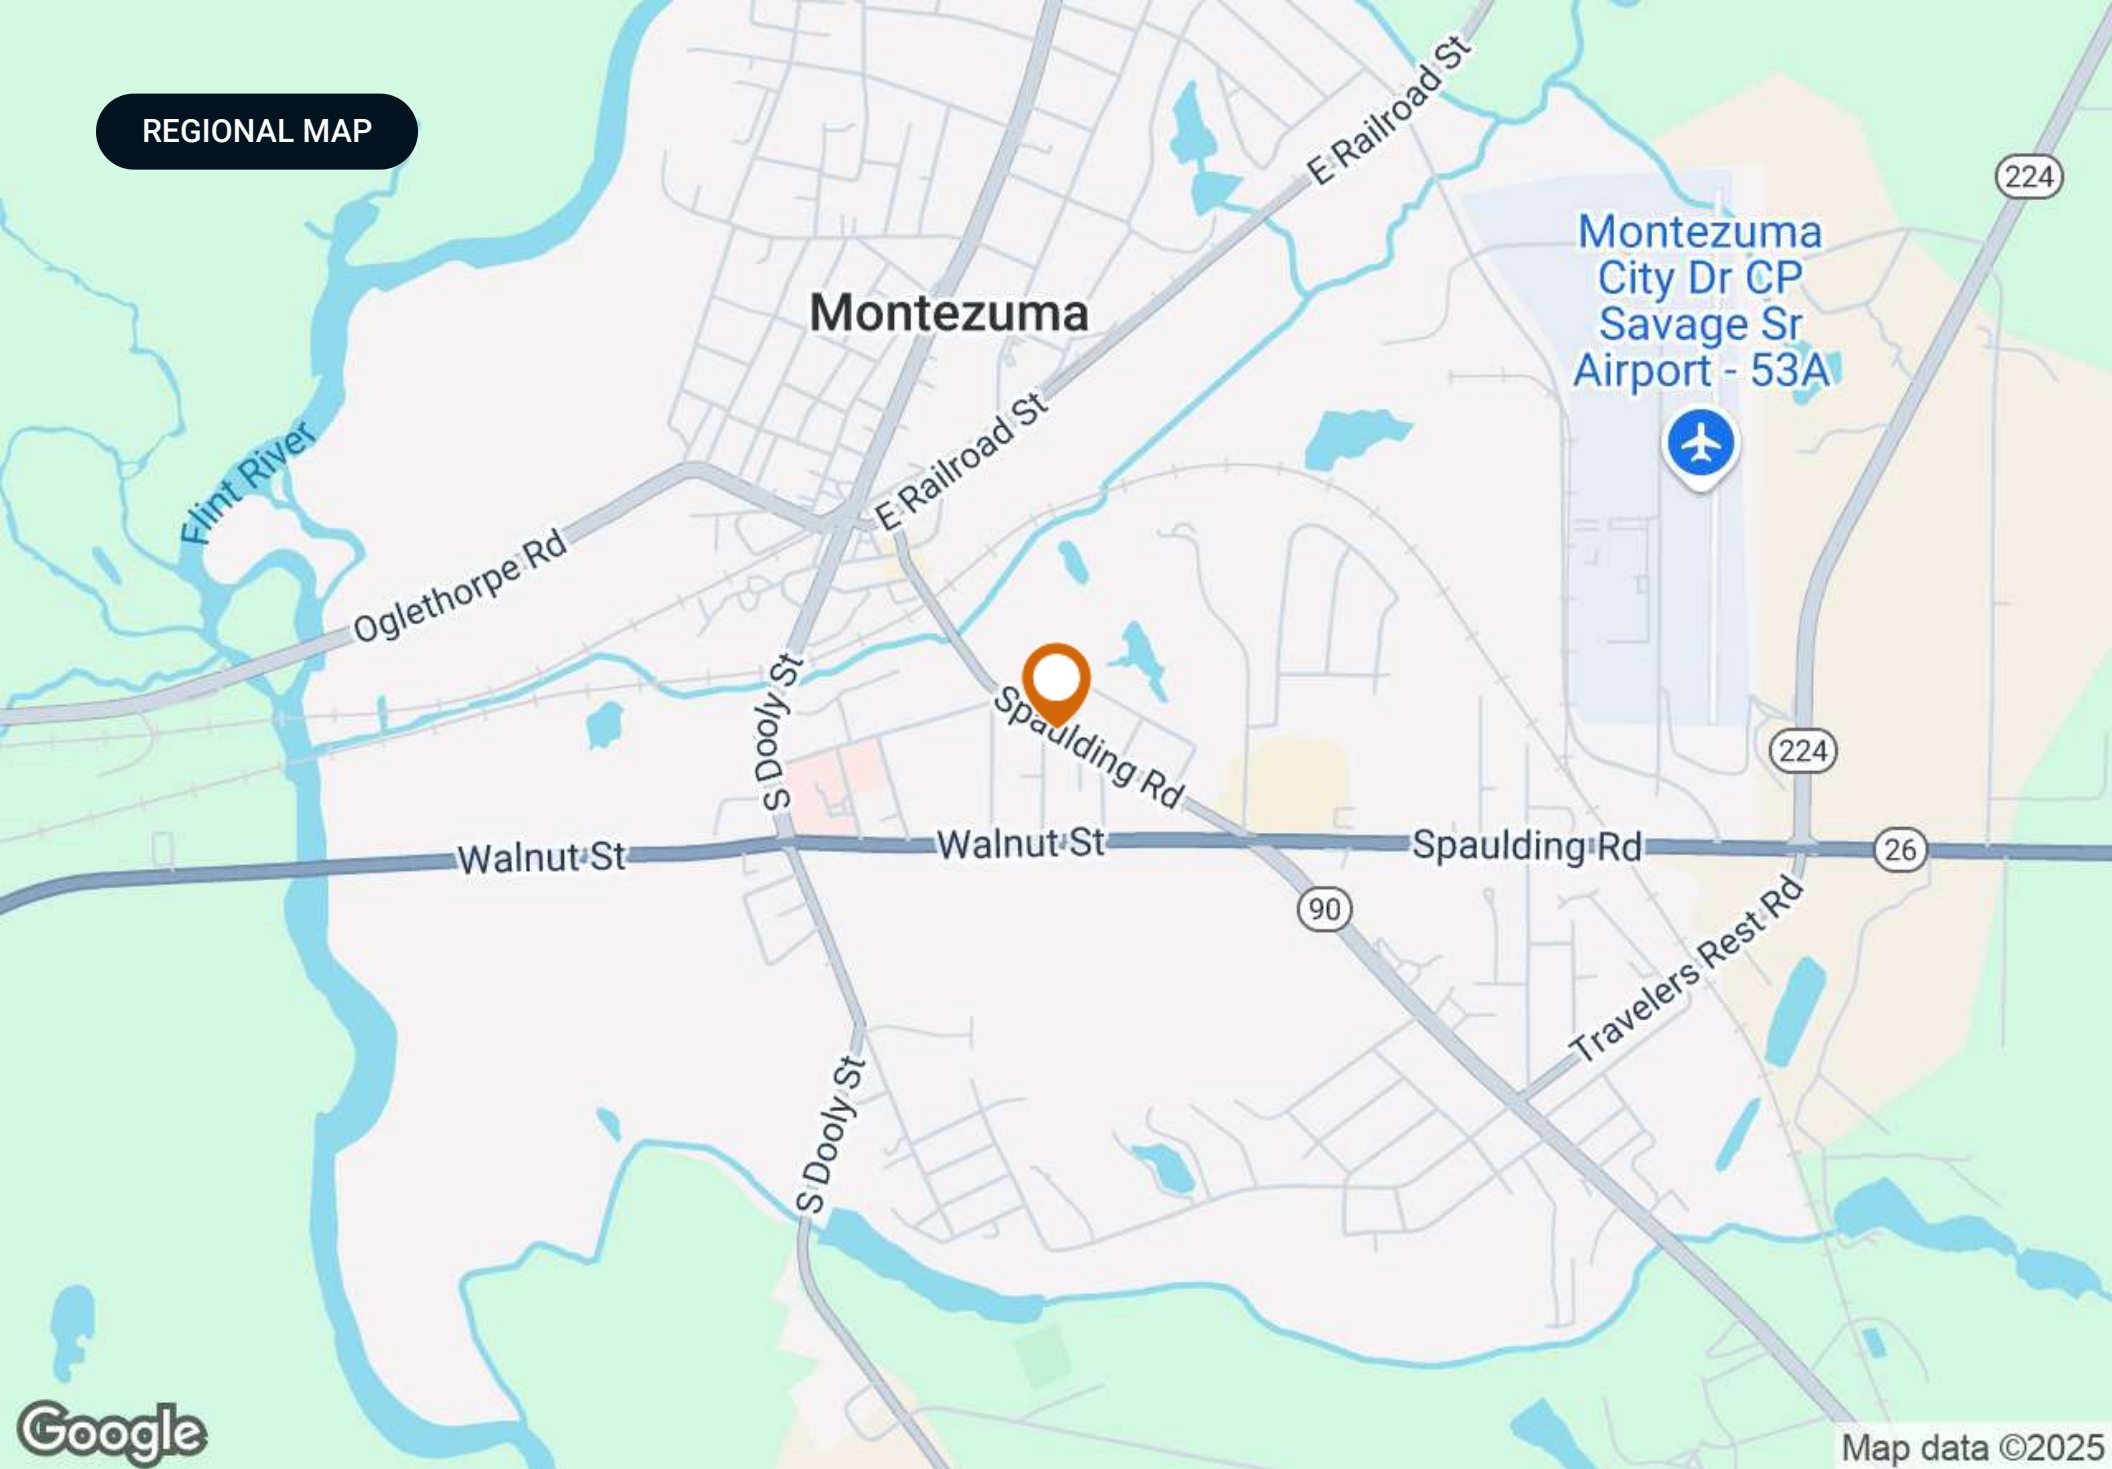 REGIONAL MAP
E Railroad St
224
Montezuma
City Dr CP
Savage Sr
Airport - 53A
Montezuma
Flint River
E Railroad St
Oglethorpe Rd
S Dooly St
Spaulding Rd
224
Walnut St
Walnut St
Spaulding Rd
26
90
Travelers Rest Rd
S Dooly St
Google
Map data ©2025